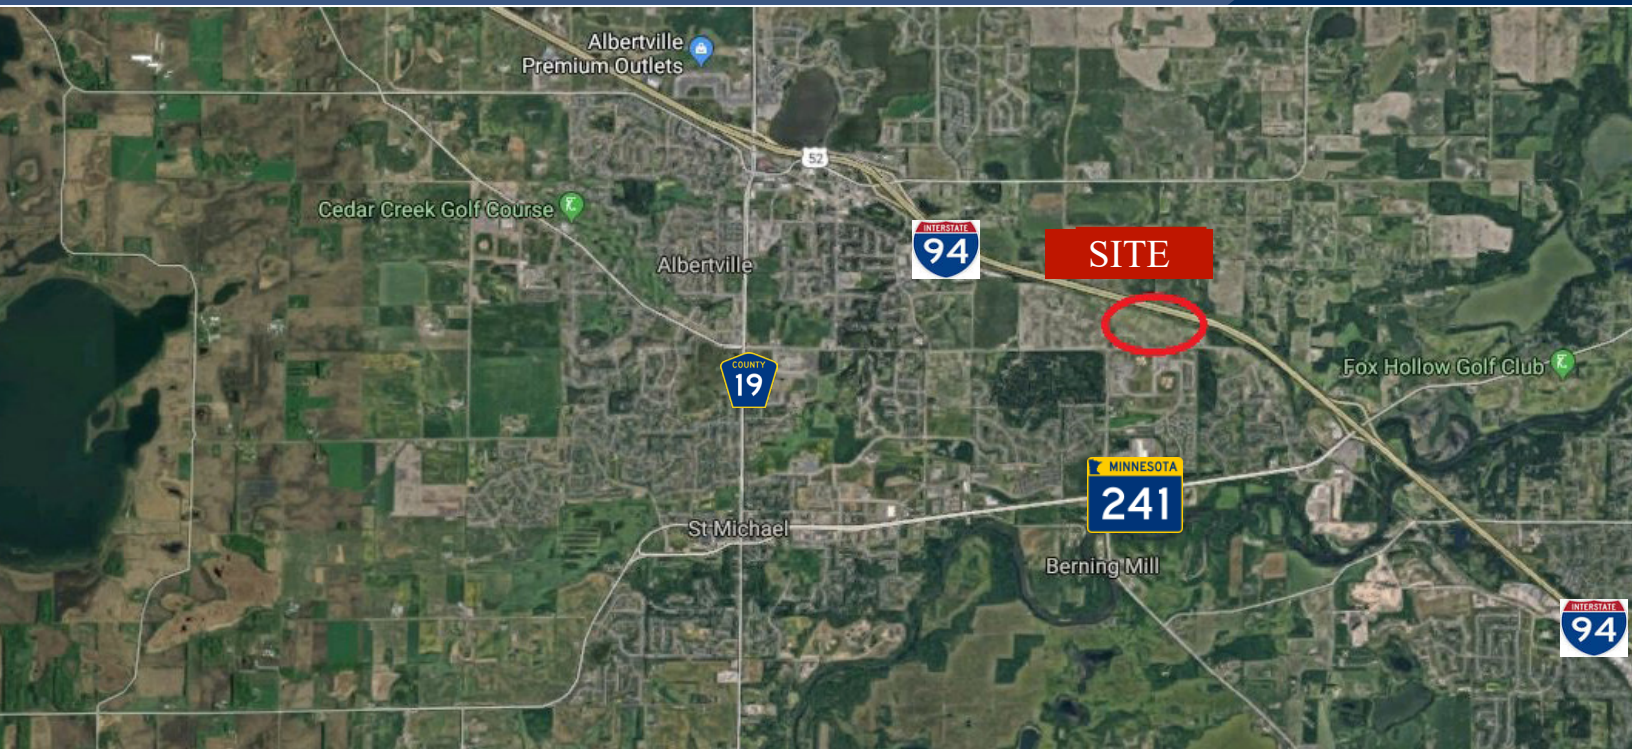 Albertville
Premium Outlets
52
Cedar Creek Golf Course
INTERSTATE
94
SITE
Albertville
COUNTY
19
Fox Hollow Golf Club
MINNESOTA
241
St Michael
Berning Mill
INTERSTATE
94